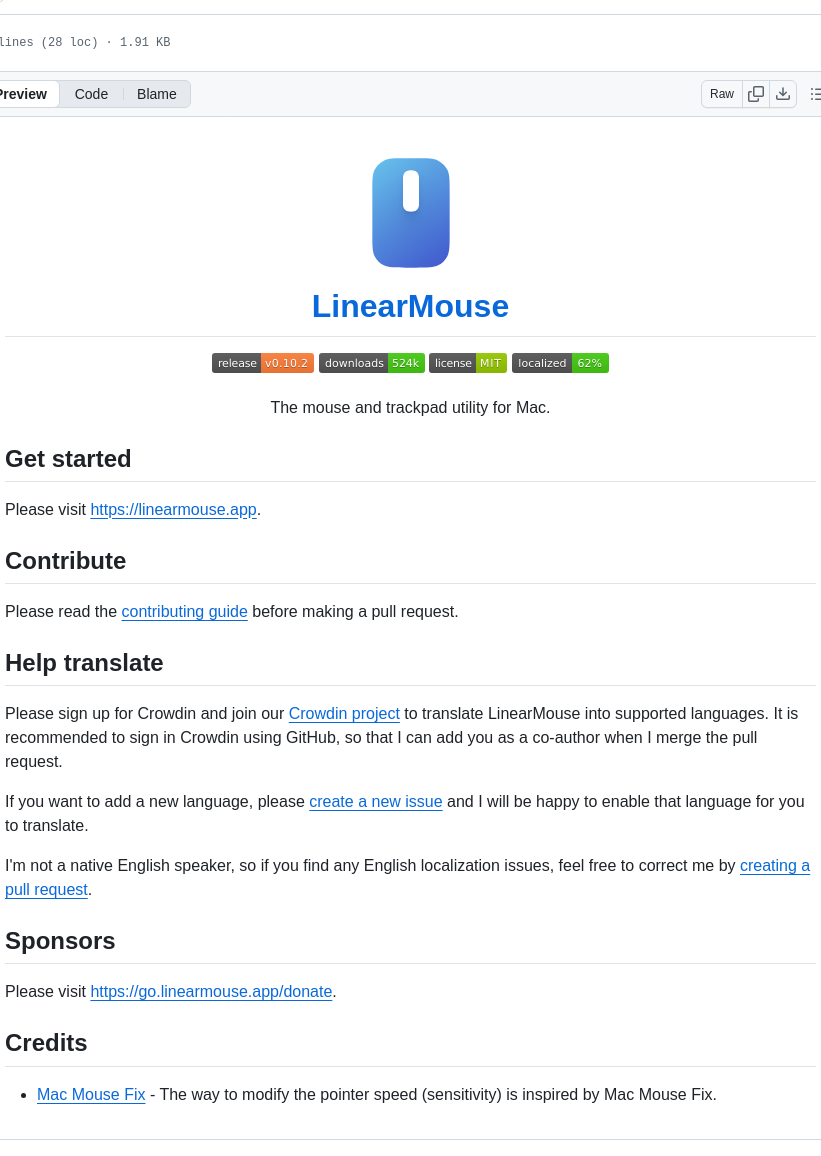 lines (28 loc) · 1.91 KB
Preview Code Blame Raw
LinearMouse
release v0.10.2 downloads 524k license MIT localized 62%
The mouse and trackpad utility for Mac.
Get started
Please visit https://linearmouse.app.
Contribute
Please read the contributing guide before making a pull request.
Help translate
Please sign up for Crowdin and join our Crowdin project to translate LinearMouse into supported languages. It is
recommended to sign in Crowdin using GitHub, so that I can add you as a co-author when I merge the pull
request.
If you want to add a new language, please create a new issue and I will be happy to enable that language for you
to translate.
I'm not a native English speaker, so if you find any English localization issues, feel free to correct me by creating a
pull request.
Sponsors
Please visit https://go.linearmouse.app/donate.
Credits
Mac Mouse Fix - The way to modify the pointer speed (sensitivity) is inspired by Mac Mouse Fix.